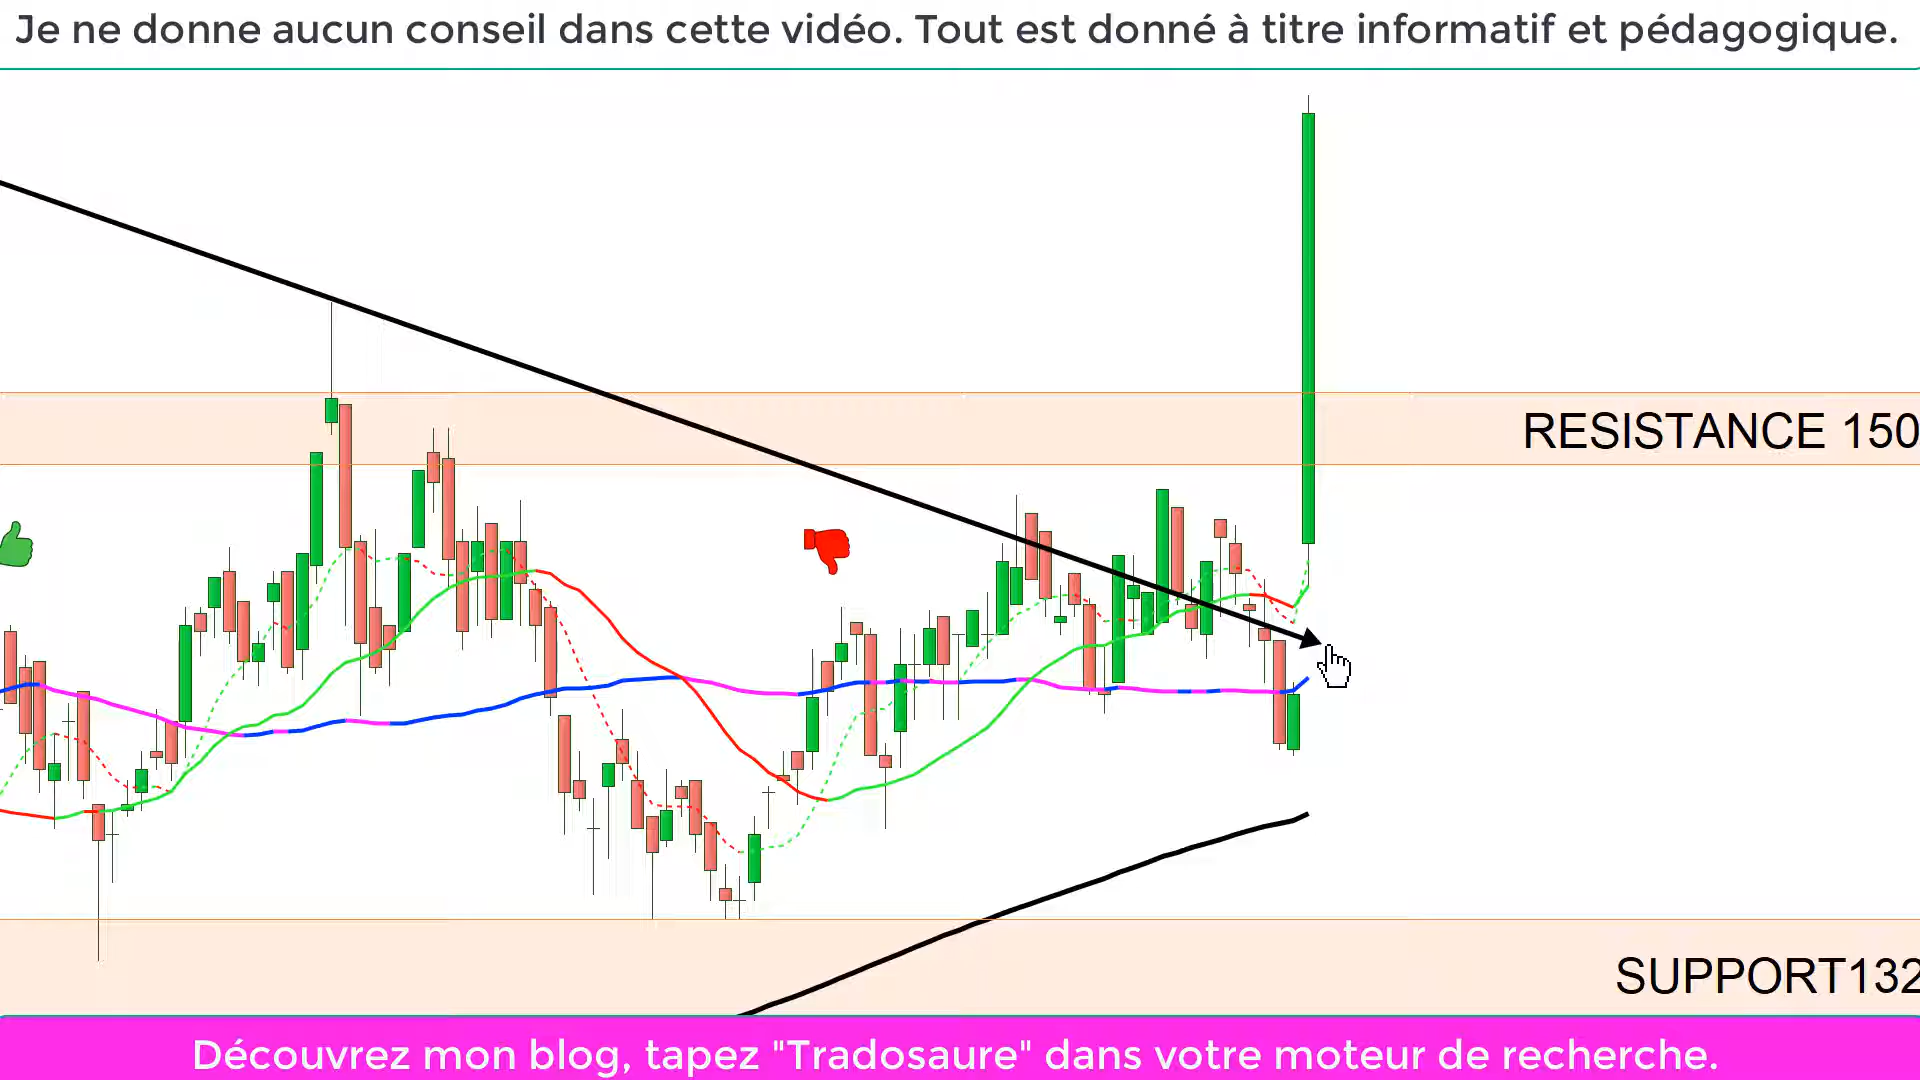 Je ne donne aucun conseil dans cette vidéo. Tout est donné à titre informatif et pédagogique.
RESISTANCE 150
SUPPORT132
Découvrez mon blog, tapez "Tradosaure" dans votre moteur de recherche.